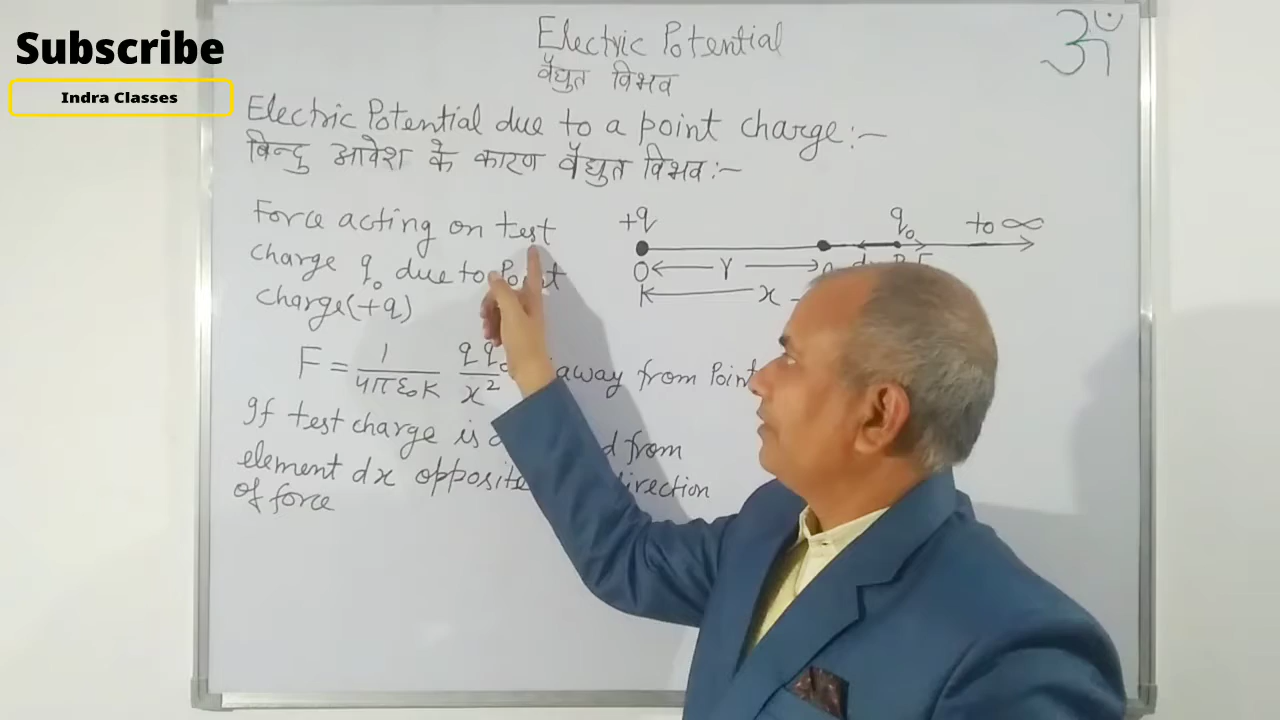 Subscribe
Indra Classes
ॐ
Electric Potential
वैद्युत विभव
Electric Potential due to a point charge:-
बिन्दु आवेश के कारण वैद्युत विभव:-
Force acting on test
charge q₀ due to Point
charge(+q)
+q q₀ to ∞
O r
x
F = 1/4πε₀K qq₀/x² away from Point
If test charge is from
element dx opposite direction
of force